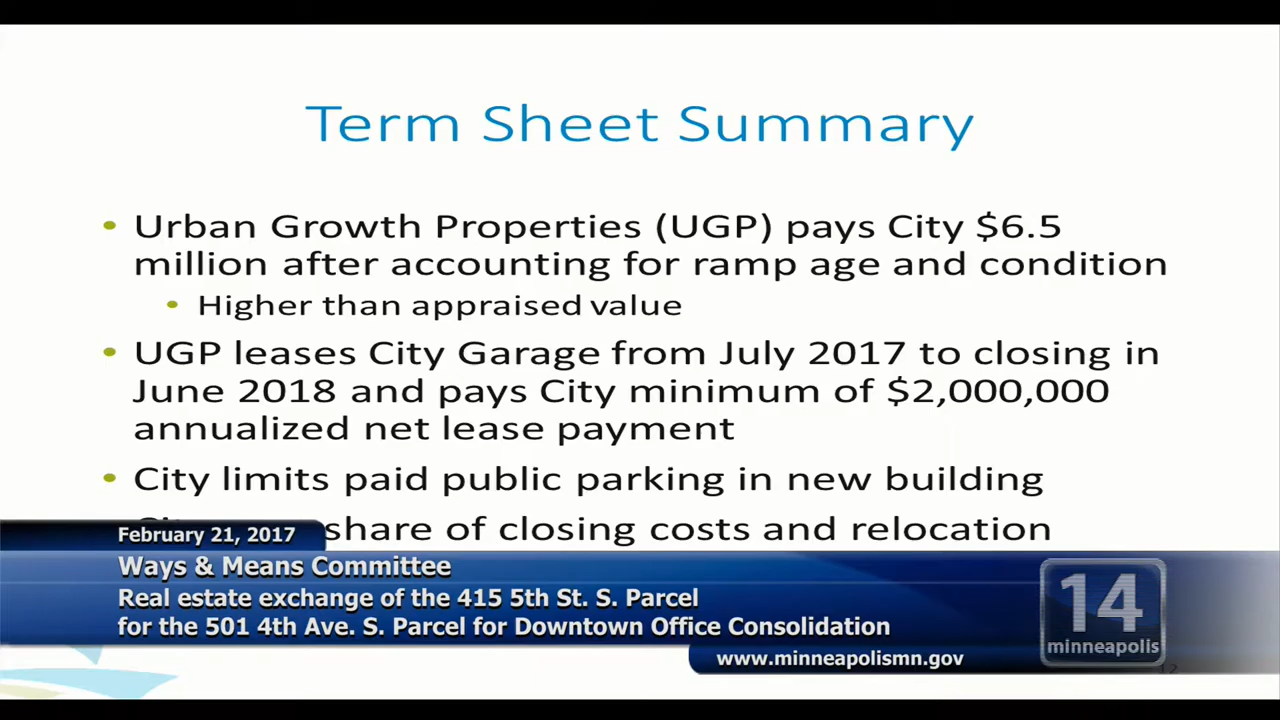 Term Sheet Summary
• Urban Growth Properties (UGP) pays City $6.5
million after accounting for ramp age and condition
• Higher than appraised value
• UGP leases City Garage from July 2017 to closing in
June 2018 and pays City minimum of $2,000,000
annualized net lease payment
• City limits paid public parking in new building
share of closing costs and relocation
February 21, 2017
Ways & Means Committee
Real estate exchange of the 415 5th St. S. Parcel
for the 501 4th Ave. S. Parcel for Downtown Office Consolidation
www.minneapolismn.gov
14
minneapolis
12